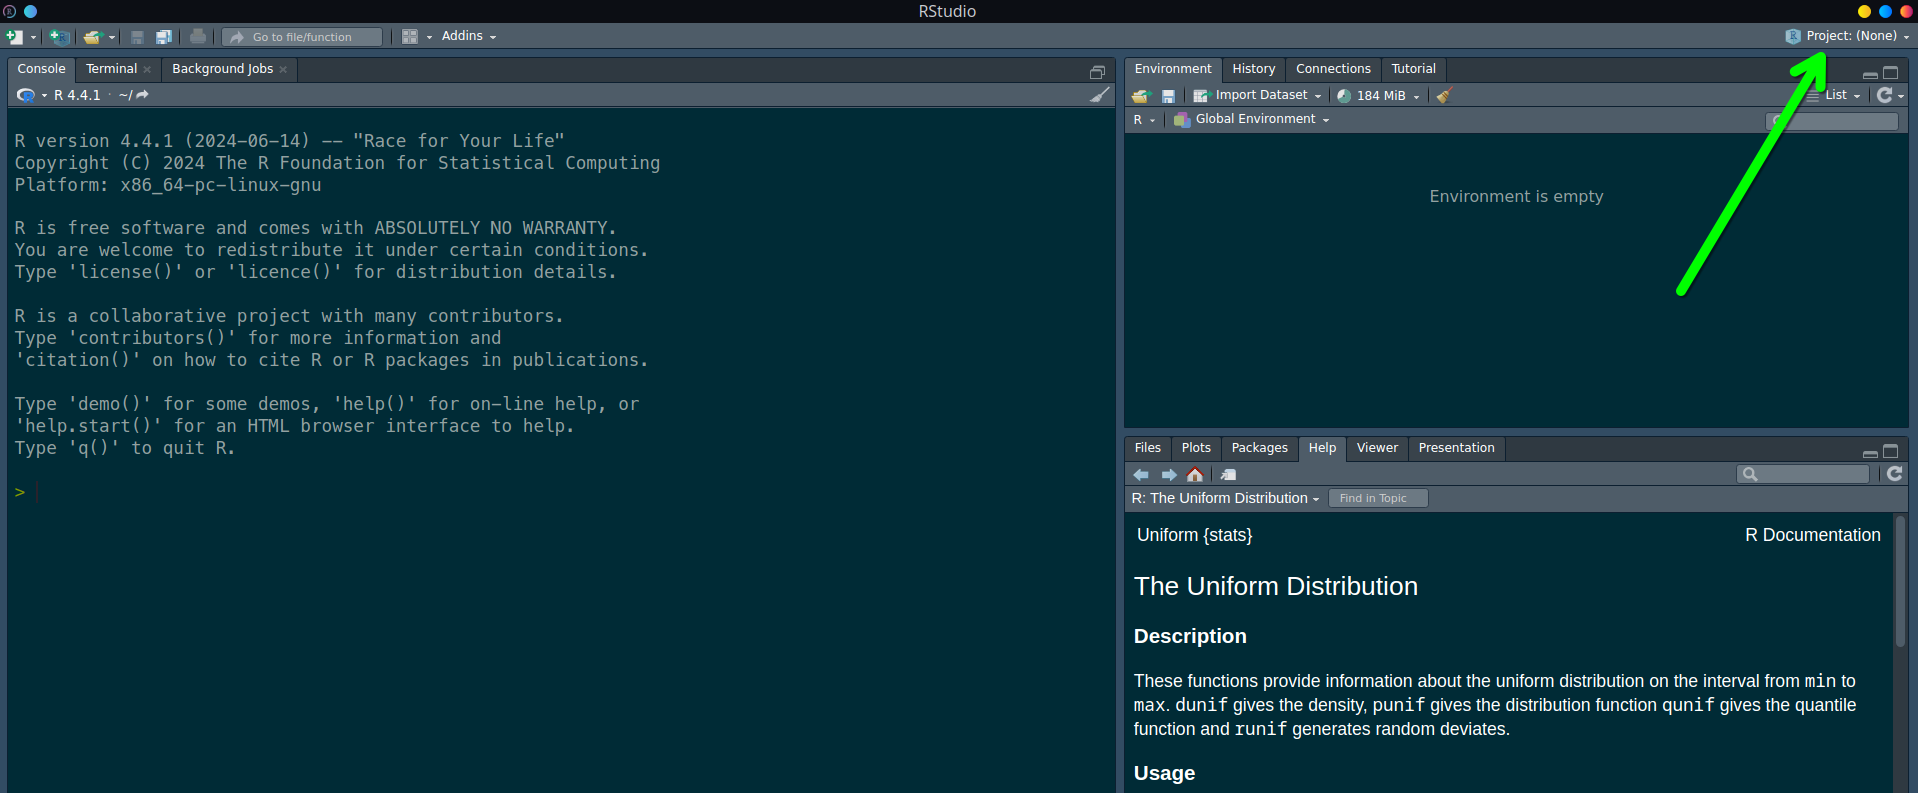 RStudio
Go to file/function
Addins
Project: (None)
Console Terminal Background Jobs
R 4.4.1 · ~/
R version 4.4.1 (2024-06-14) -- "Race for Your Life"
Copyright (C) 2024 The R Foundation for Statistical Computing
Platform: x86_64-pc-linux-gnu
R is free software and comes with ABSOLUTELY NO WARRANTY.
You are welcome to redistribute it under certain conditions.
Type 'license()' or 'licence()' for distribution details.
R is a collaborative project with many contributors.
Type 'contributors()' for more information and
'citation()' on how to cite R or R packages in publications.
Type 'demo()' for some demos, 'help()' for on-line help, or
'help.start()' for an HTML browser interface to help.
Type 'q()' to quit R.
>
Environment History Connections Tutorial
Import Dataset 184 MiB List
R Global Environment
Environment is empty
Files Plots Packages Help Viewer Presentation
R: The Uniform Distribution Find in Topic
Uniform {stats} R Documentation
The Uniform Distribution
Description
These functions provide information about the uniform distribution on the interval from min to
max. dunif gives the density, punif gives the distribution function qunif gives the quantile
function and runif generates random deviates.
Usage